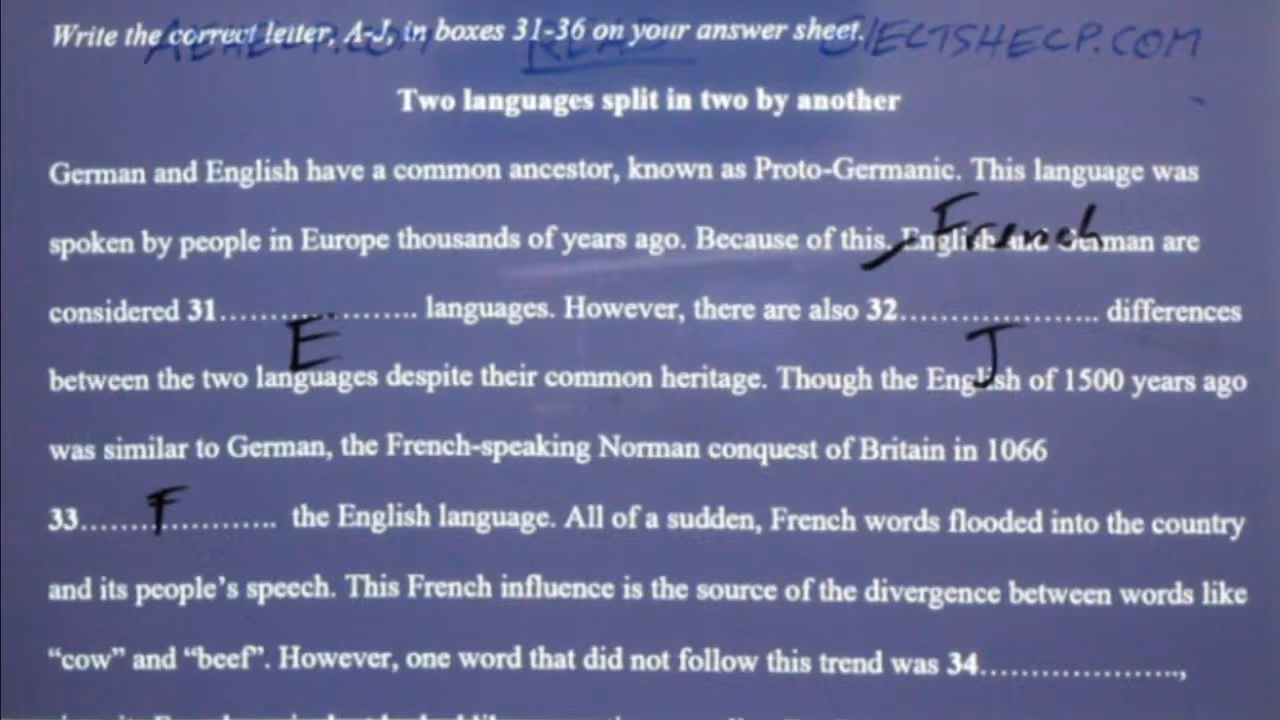 Write the correct letter, A-J, in boxes 31-36 on your answer sheet.
AEHELP.COM READ IELTSHELP.COM
Two languages split in two by another
German and English have a common ancestor, known as Proto-Germanic. This language was
French
spoken by people in Europe thousands of years ago. Because of this, English and German are
considered 31……………….. languages. However, there are also 32……………….. differences
E J
between the two languages despite their common heritage. Though the English of 1500 years ago
was similar to German, the French-speaking Norman conquest of Britain in 1066
33……F………….. the English language. All of a sudden, French words flooded into the country
and its people's speech. This French influence is the source of the divergence between words like
“cow” and “beef”. However, one word that did not follow this trend was 34………………..,